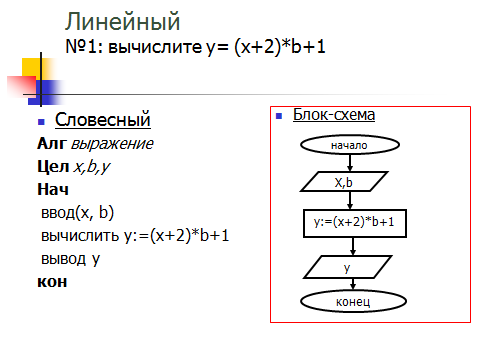 Линейный
№1: вычислите y= (x+2)*b+1
Словесный
Алг выражение
Цел x,b,y
Нач
ввод(x, b)
вычислить y:=(x+2)*b+1
вывод y
кон
Блок-схема
начало
X,b
y:=(x+2)*b+1
y
конец